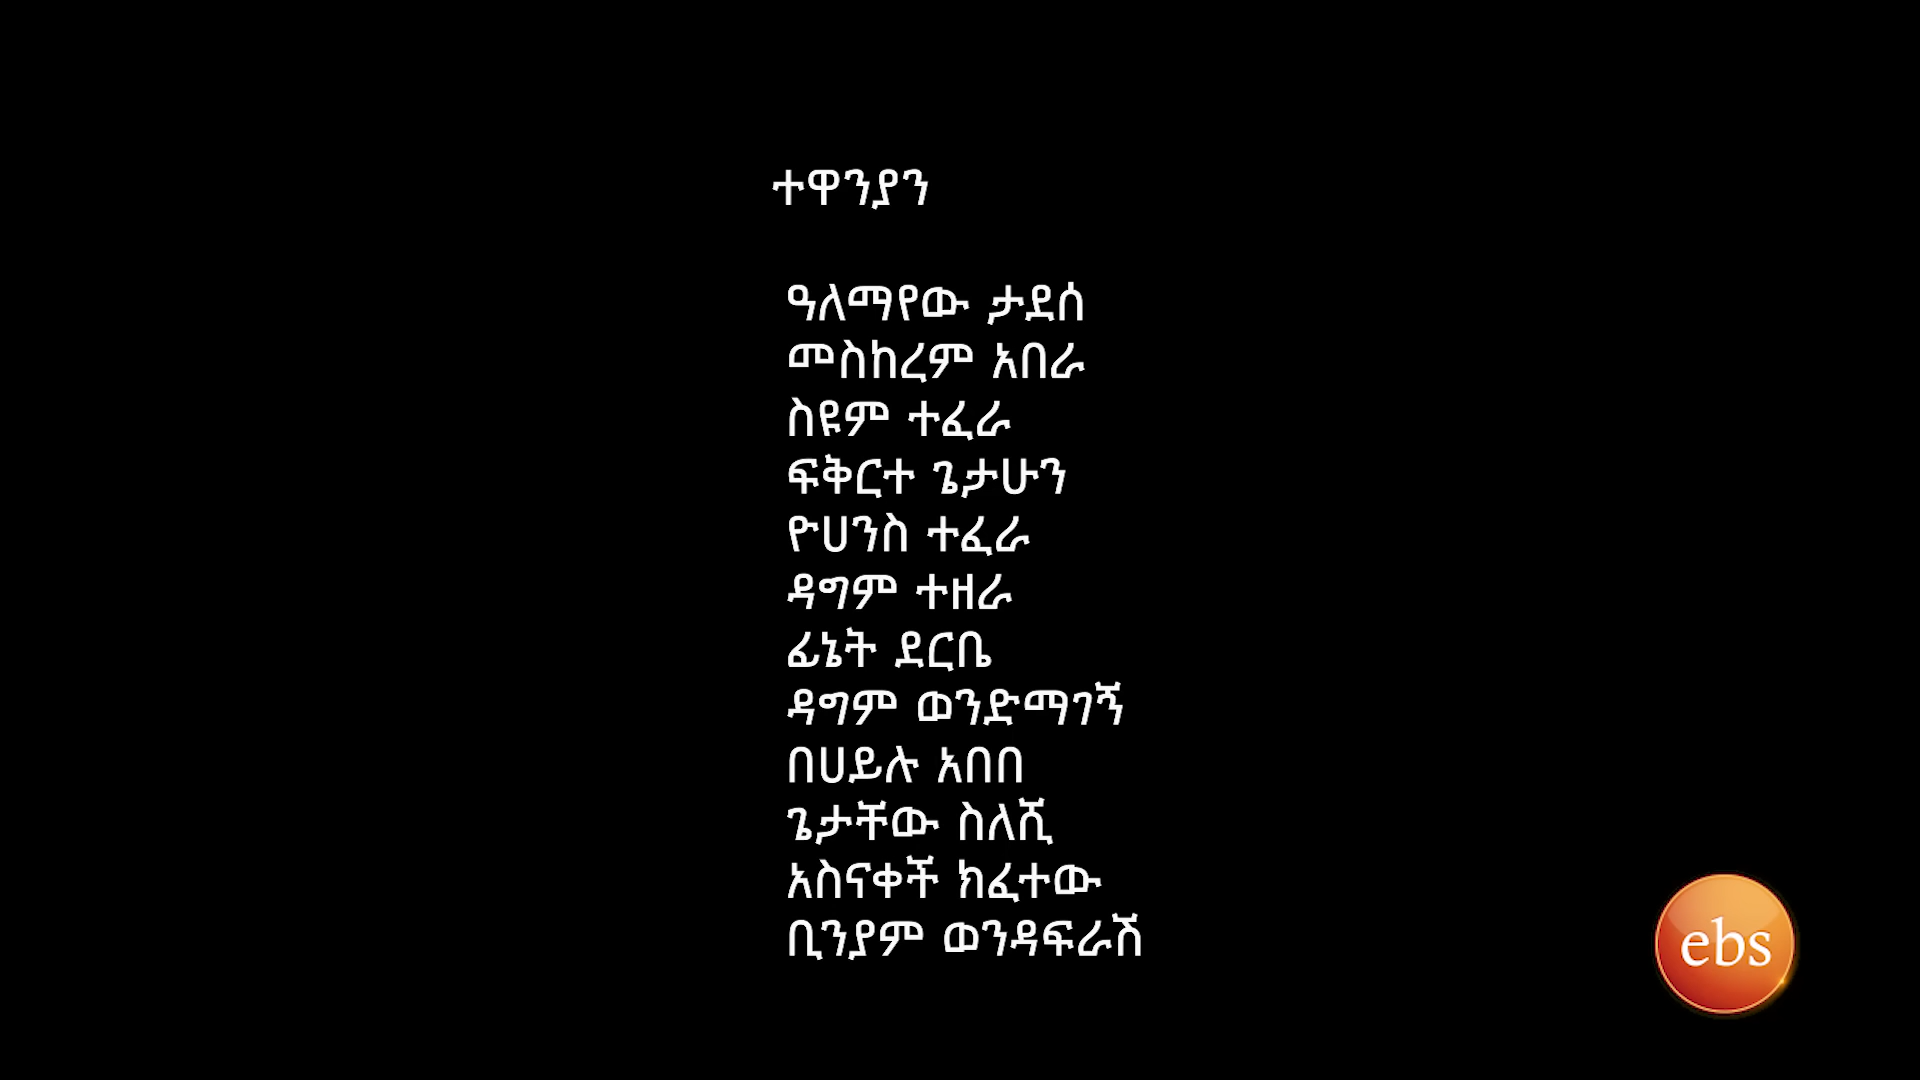 ተዋንያን
ዓለማየው ታደሰ
መስከረም አበራ
ስዩም ተፈራ
ፍቅርተ ጌታሁን
ዮሀንስ ተፈራ
ዳግም ተዘራ
ፊኔት ደርቤ
ዳግም ወንድማገኝ
በሀይሉ አበበ
ጌታቸው ስለሺ
አስናቀች ክፈተው
ቢንያም ወንዳፍራሽ
ebs